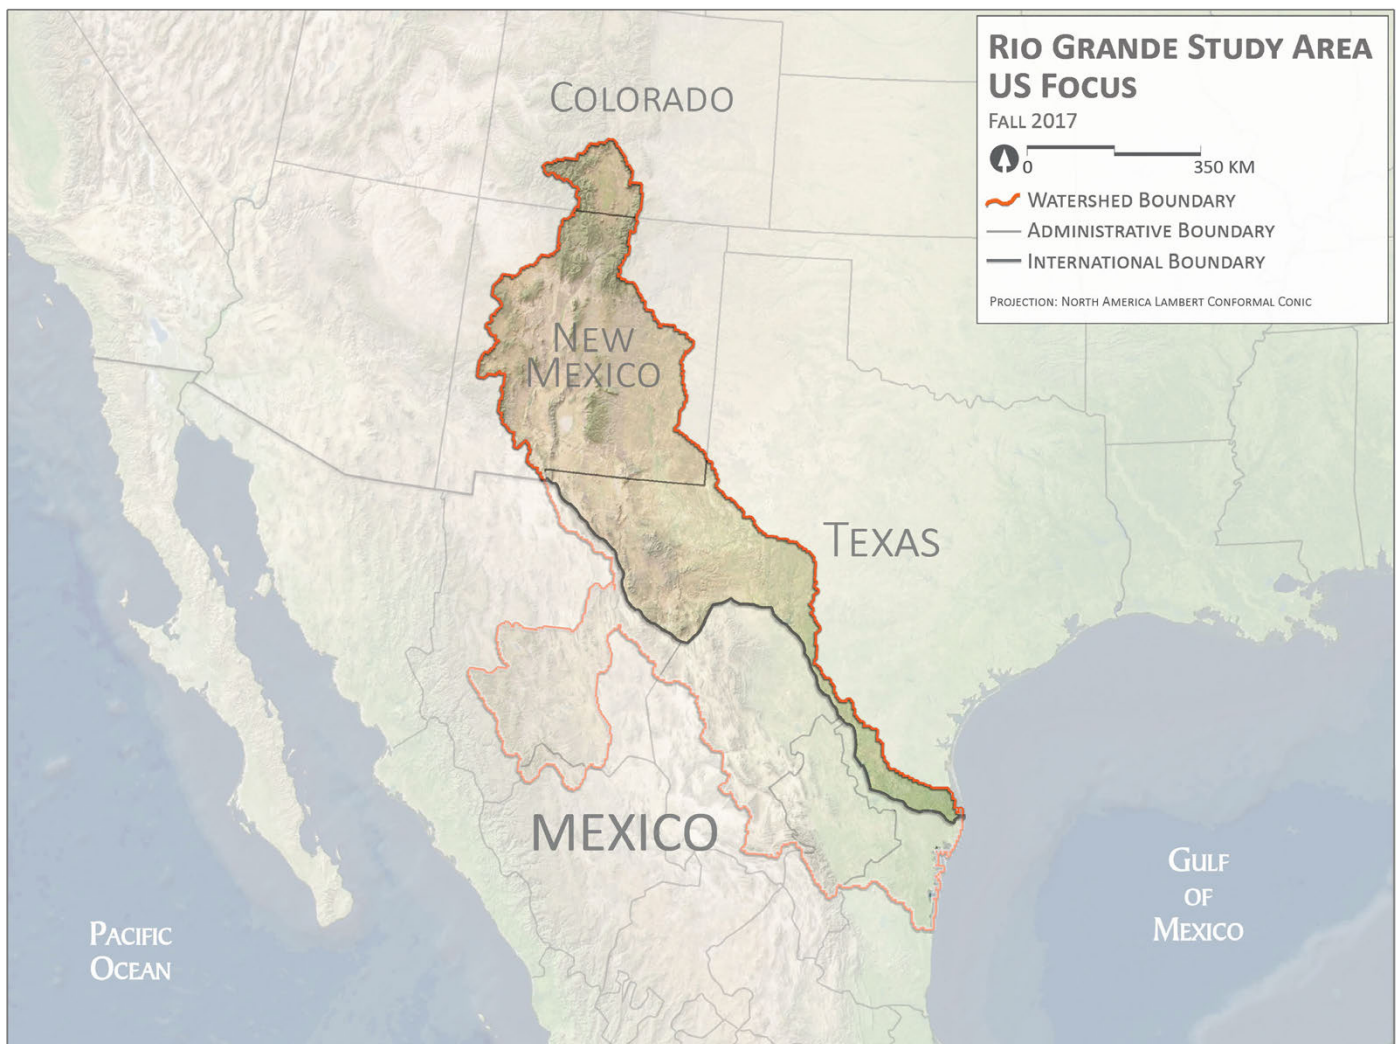 RIO GRANDE STUDY AREA
US FOCUS
FALL 2017
0 350 KM
WATERSHED BOUNDARY
ADMINISTRATIVE BOUNDARY
INTERNATIONAL BOUNDARY
PROJECTION: NORTH AMERICA LAMBERT CONFORMAL CONIC
COLORADO
NEW
MEXICO
TEXAS
MEXICO
GULF
OF
MEXICO
PACIFIC
OCEAN